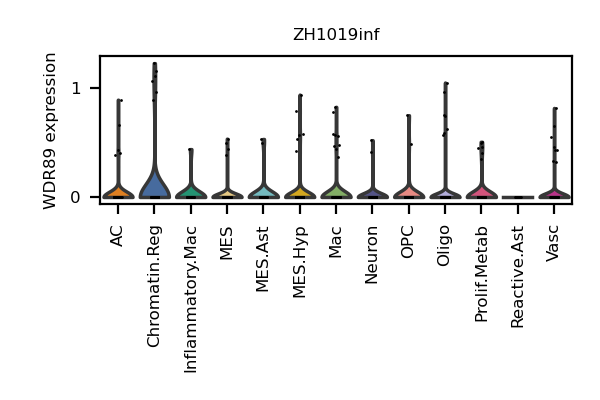 ZH1019inf
WDR89 expression
1
0
AC
Chromatin.Reg
Inflammatory.Mac
MES
MES.Ast
MES.Hyp
Mac
Neuron
OPC
Oligo
Prolif.Metab
Reactive.Ast
Vasc